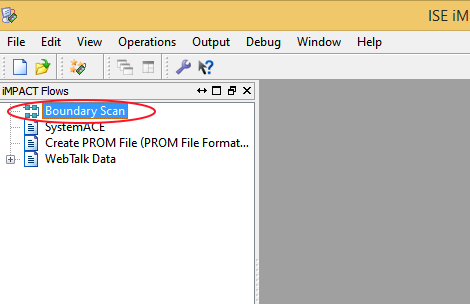 ISE iM
File Edit View Operations Output Debug Window Help
iMPACT Flows
Boundary Scan
SystemACE
Create PROM File (PROM File Format...
WebTalk Data